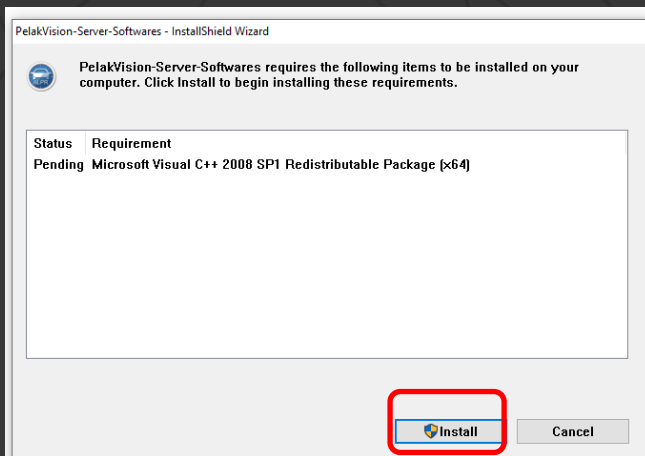 PelakVision-Server-Softwares - InstallShield Wizard
PelakVision-Server-Softwares requires the following items to be installed on your
computer. Click Install to begin installing these requirements.
Status Requirement
Pending Microsoft Visual C++ 2008 SP1 Redistributable Package (x64)
Install Cancel